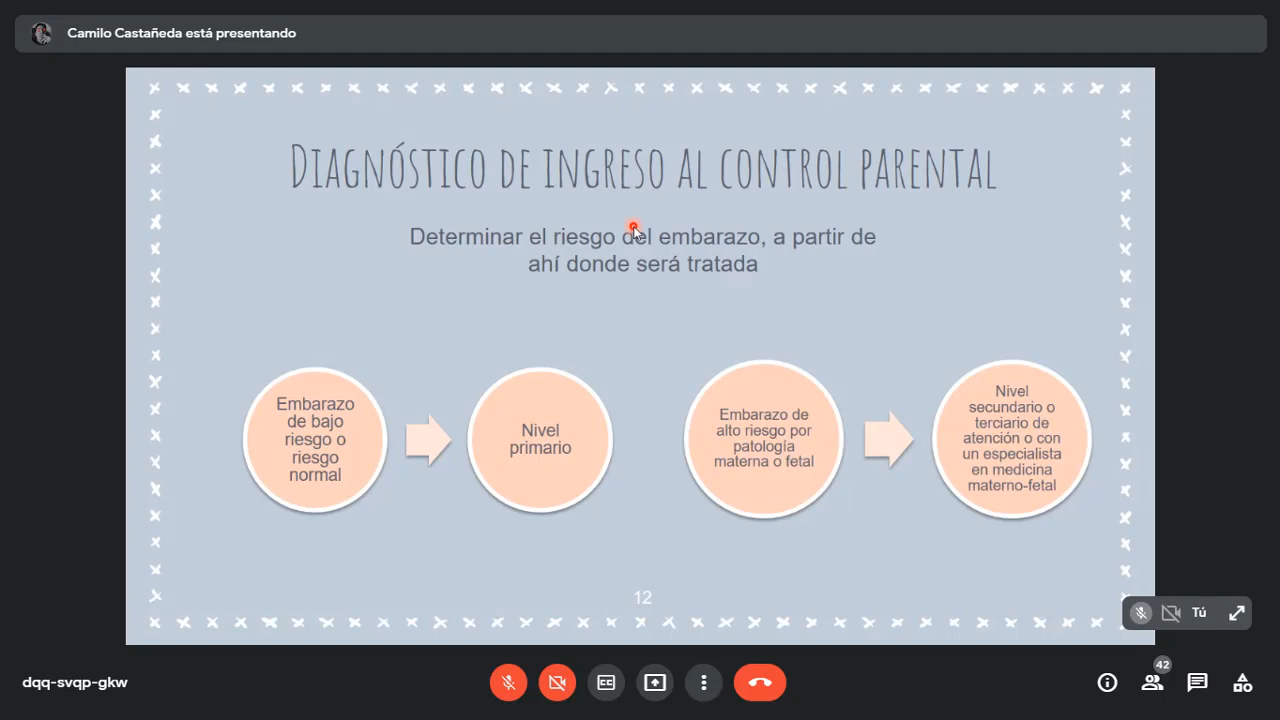 Camilo Castañeda está presentando
DIAGNÓSTICO DE INGRESO AL CONTROL PARENTAL
Determinar el riesgo del embarazo, a partir de
ahí donde será tratada
Embarazo
de bajo
riesgo o
riesgo
normal
Nivel
primario
Embarazo de
alto riesgo por
patología
materna o fetal
Nivel
secundario o
terciario de
atención o con
un especialista
en medicina
materno-fetal
12
Tú
dqq-svqp-gkw
CC
42